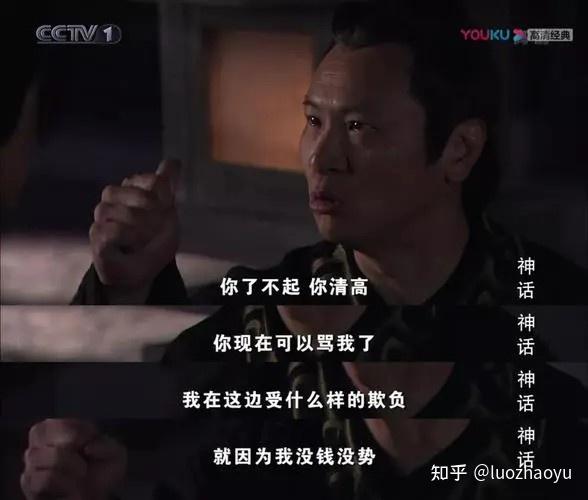 CCTV 1
YOUKU 高清经典
你了不起 你清高
神话
你现在可以骂我了
神话
我在这边受什么样的欺负
神话
就因为我没钱没势
神话
知乎 @luozhaoyu